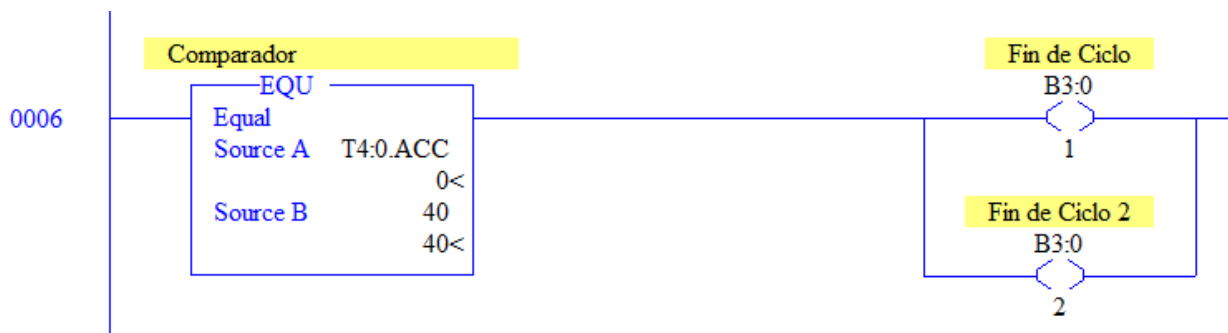 Comparador
Fin de Ciclo
EQU
B3:0
0006
Equal
Source A T4:0.ACC
1
0<
Source B 40
Fin de Ciclo 2
40<
B3:0
2